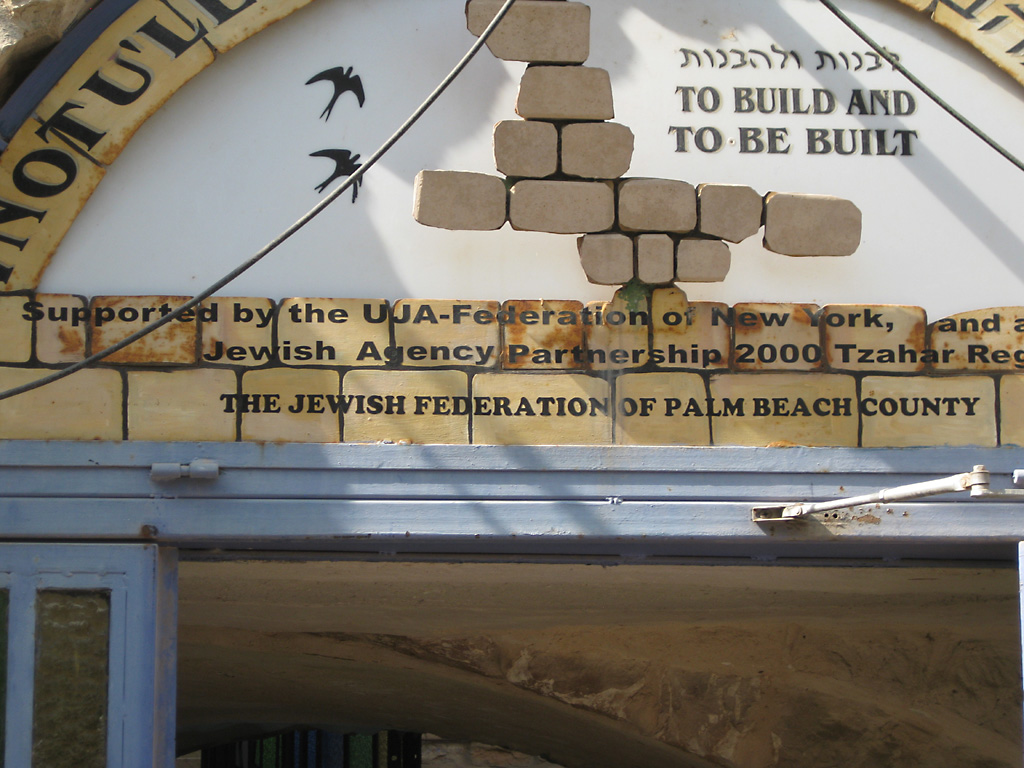 לבנות ולהבנות
TO BUILD AND
TO BE BUILT
Supported by the UJA-Federation of New York, and
Jewish Agency Partnership 2000 Tzahar
THE JEWISH FEDERATION OF PALM BEACH COUNTY